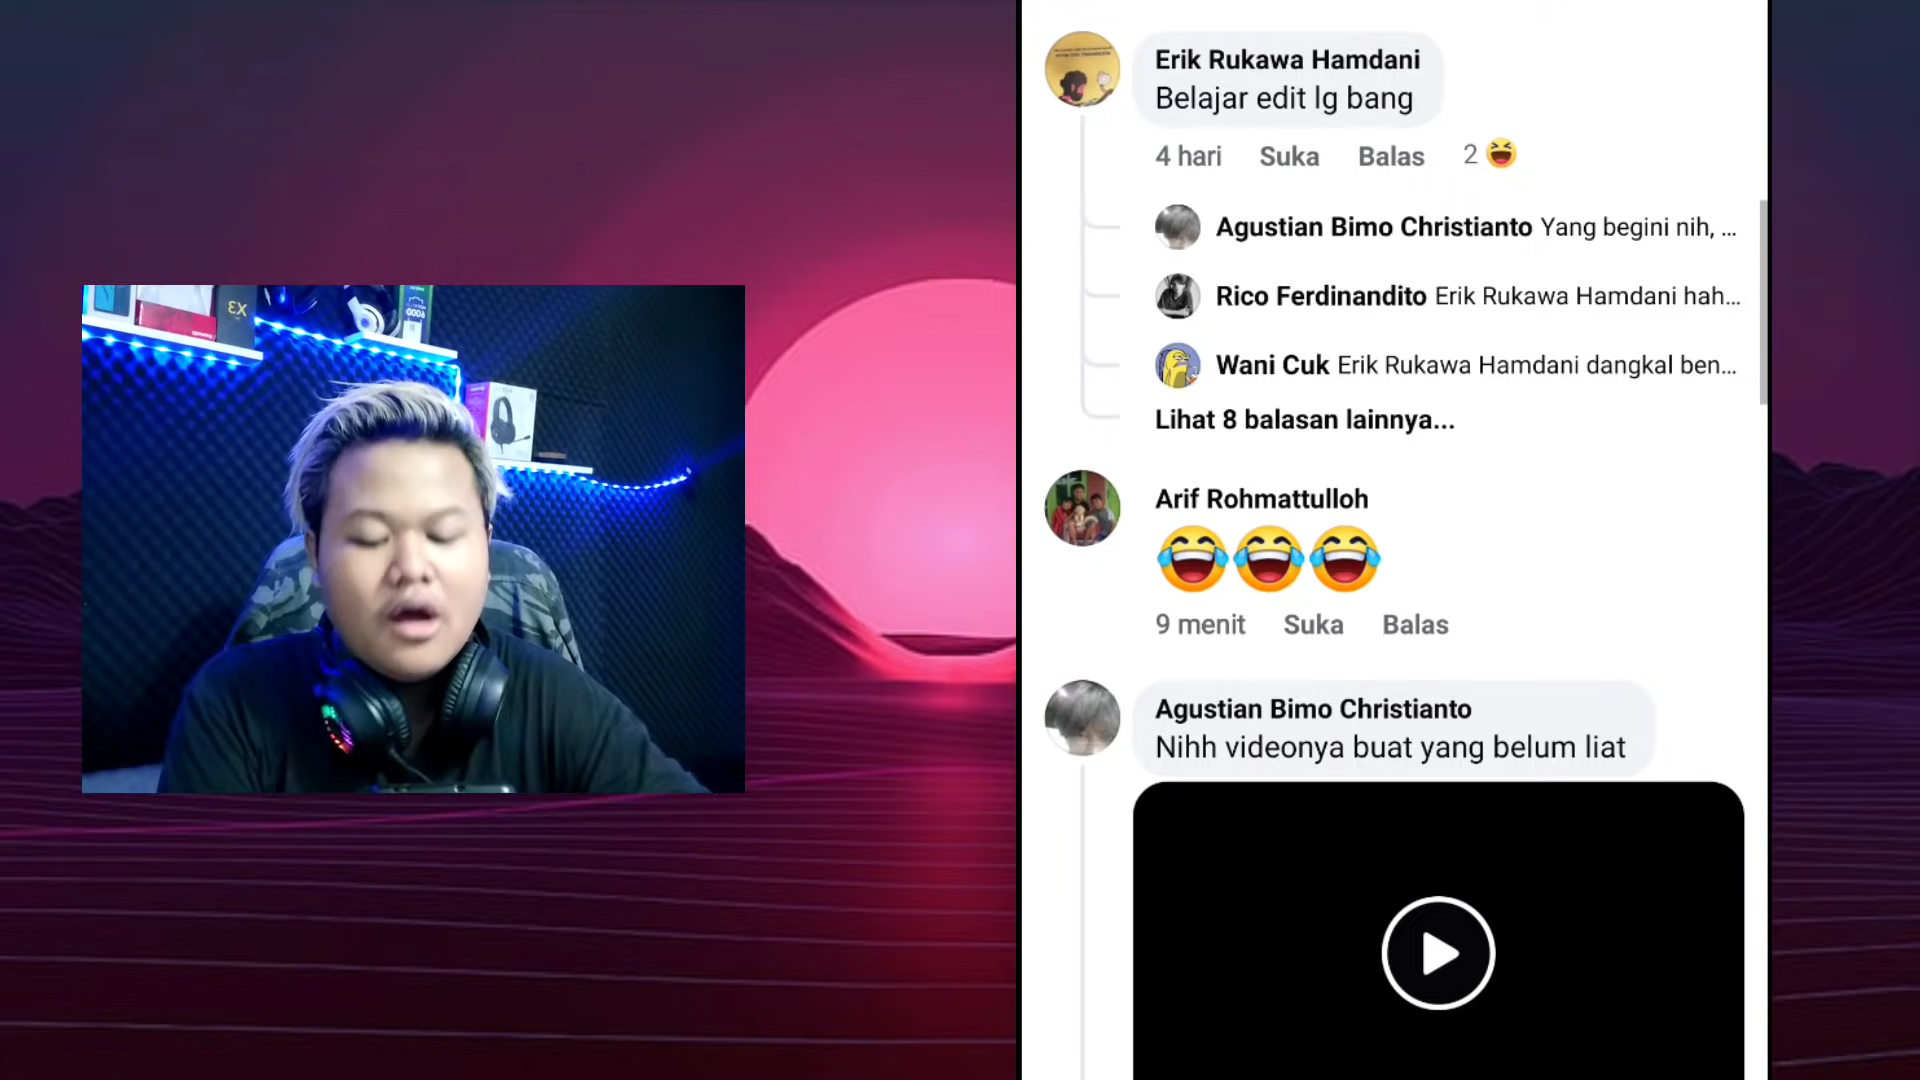 Erik Rukawa Hamdani
Belajar edit lg bang
4 hari Suka Balas 2 😆
Agustian Bimo Christianto Yang begini nih, ...
Rico Ferdinandito Erik Rukawa Hamdani hah...
Wani Cuk Erik Rukawa Hamdani dangkal ben...
Lihat 8 balasan lainnya...
Arif Rohmattulloh
😂😂😂
9 menit Suka Balas
Agustian Bimo Christianto
Nihh videonya buat yang belum liat
X3
6000